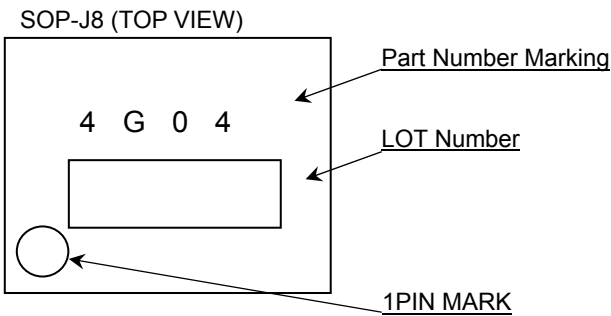 SOP-J8 (TOP VIEW)
Part Number Marking
4 G 0 4
LOT Number
1PIN MARK